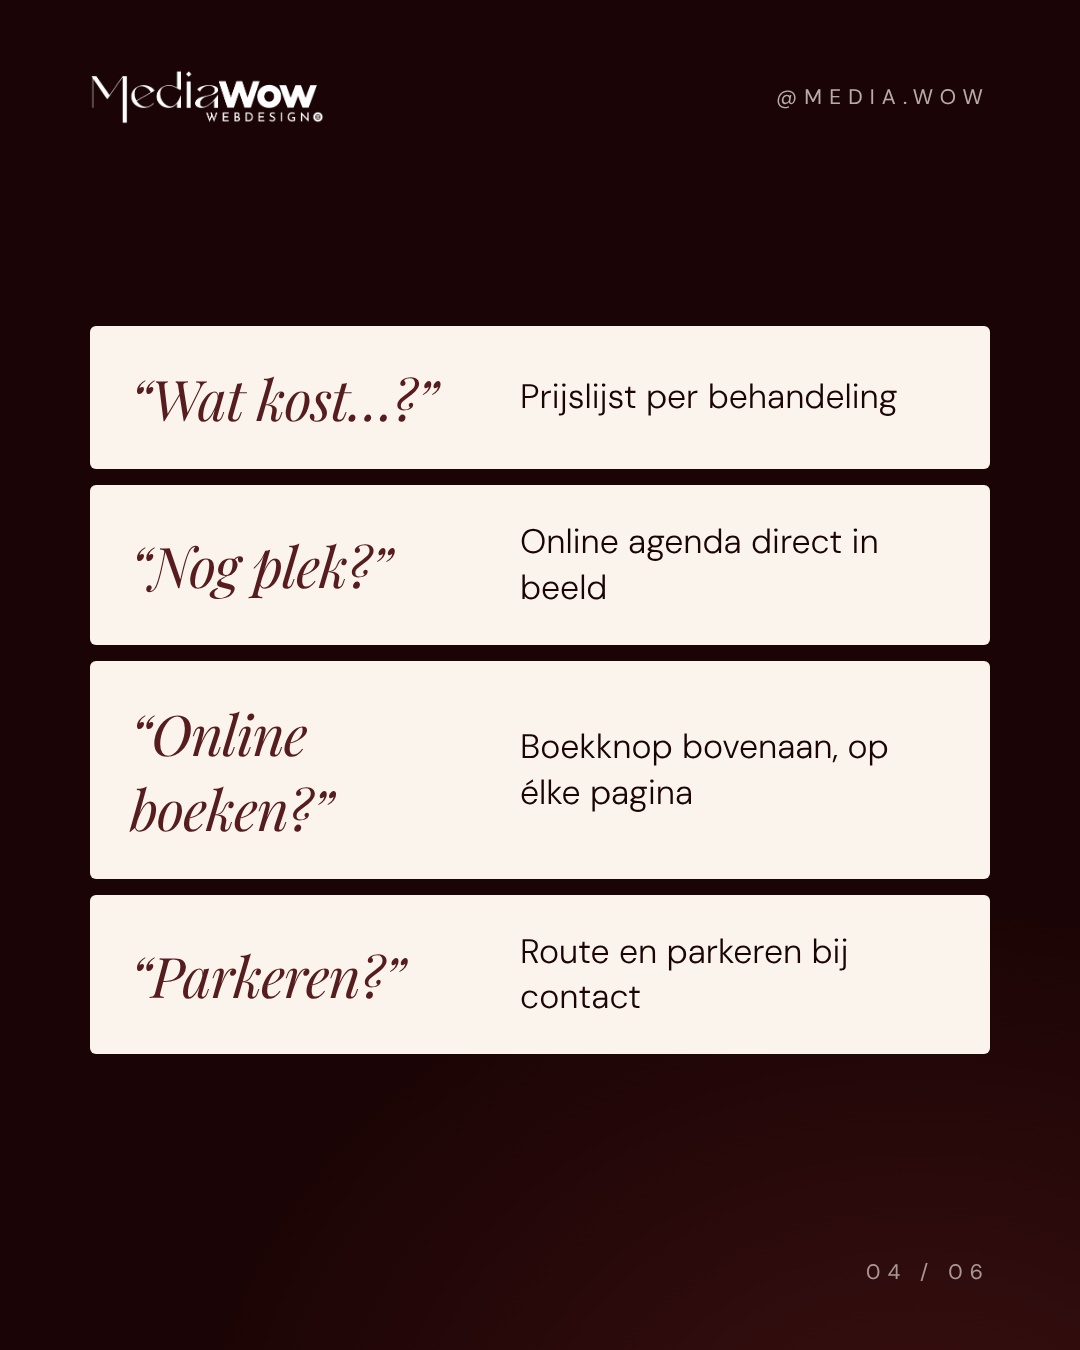 MediaWow
WEBDESIGN
@MEDIA.WOW
“Wat kost...?”
Prijslijst per behandeling
“Nog plek?”
Online agenda direct in
beeld
“Online
boeken?”
Boekknop bovenaan, op
élke pagina
“Parkeren?”
Route en parkeren bij
contact
04 / 06